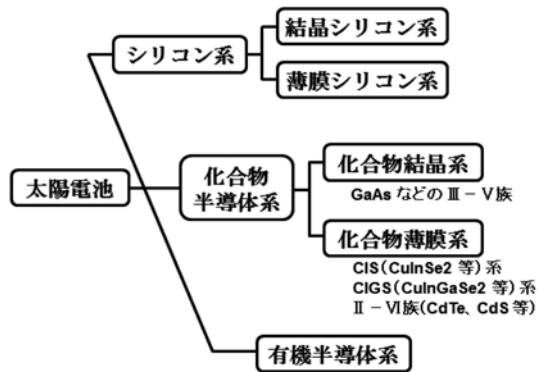 結晶シリコン系
シリコン系
薄膜シリコン系
太陽電池
化合物
半導体系
化合物結晶系
GaAs などの Ⅲ－Ⅴ族
化合物薄膜系
CIS(CuInSe2 等)系
CIGS(CuInGaSe2 等)系
Ⅱ－Ⅵ族(CdTe、CdS 等)
有機半導体系